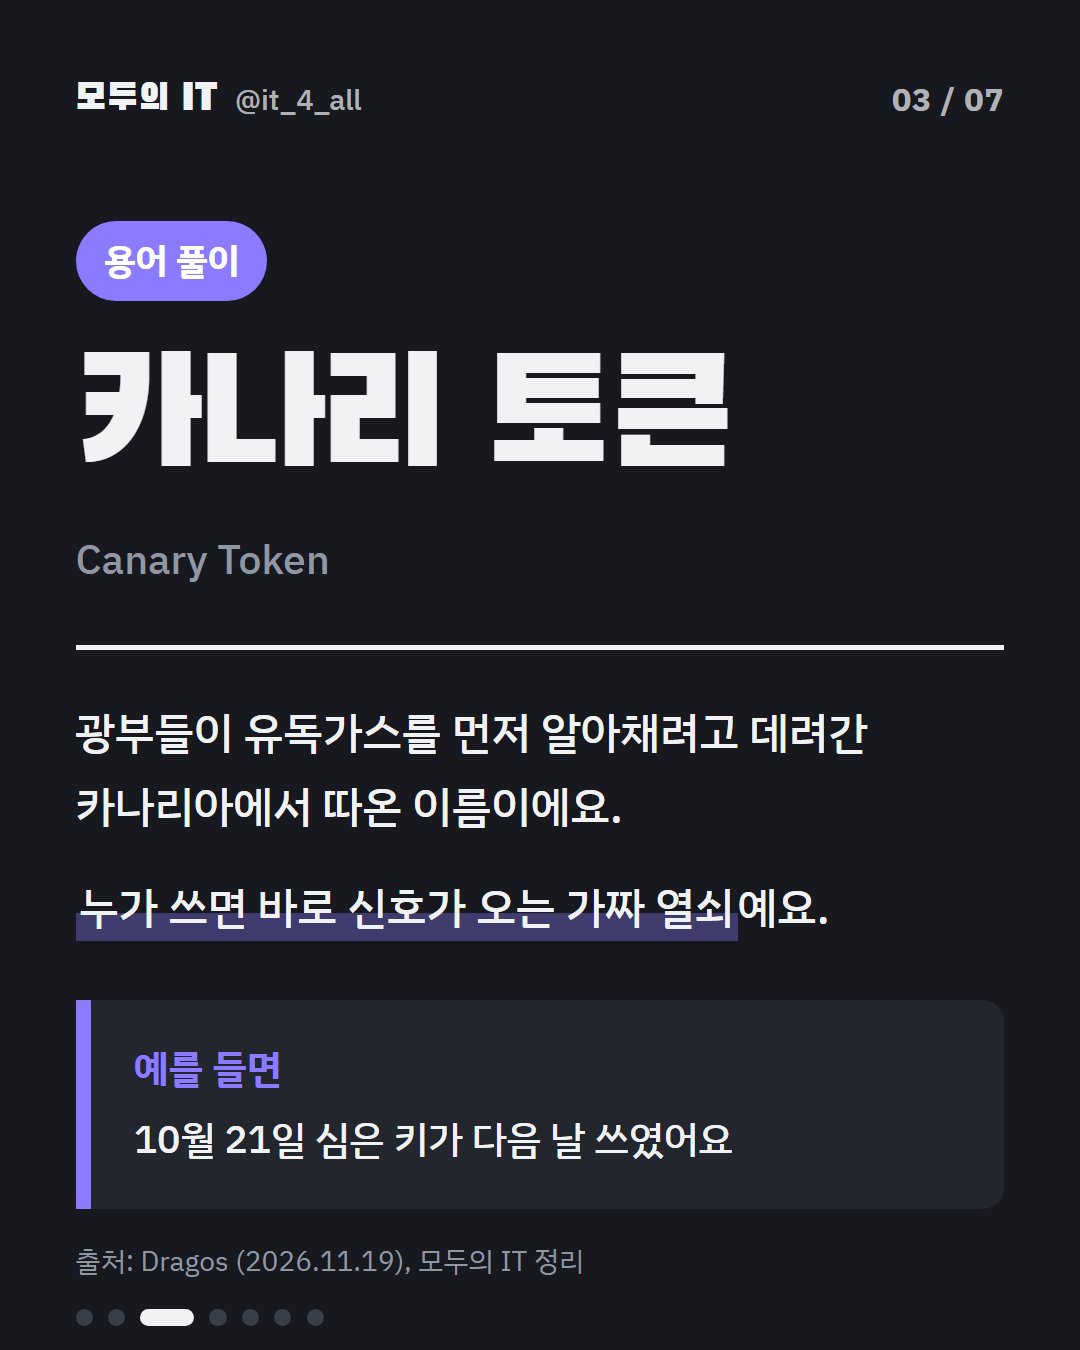 모두의 IT @it_4_all 03 / 07
용어 풀이
카나리 토큰
Canary Token
광부들이 유독가스를 먼저 알아채려고 데려간
카나리아에서 따온 이름이에요.
누가 쓰면 바로 신호가 오는 가짜 열쇠예요.
예를 들면
10월 21일 심은 키가 다음 날 쓰였어요
출처: Dragos (2026.11.19), 모두의 IT 정리